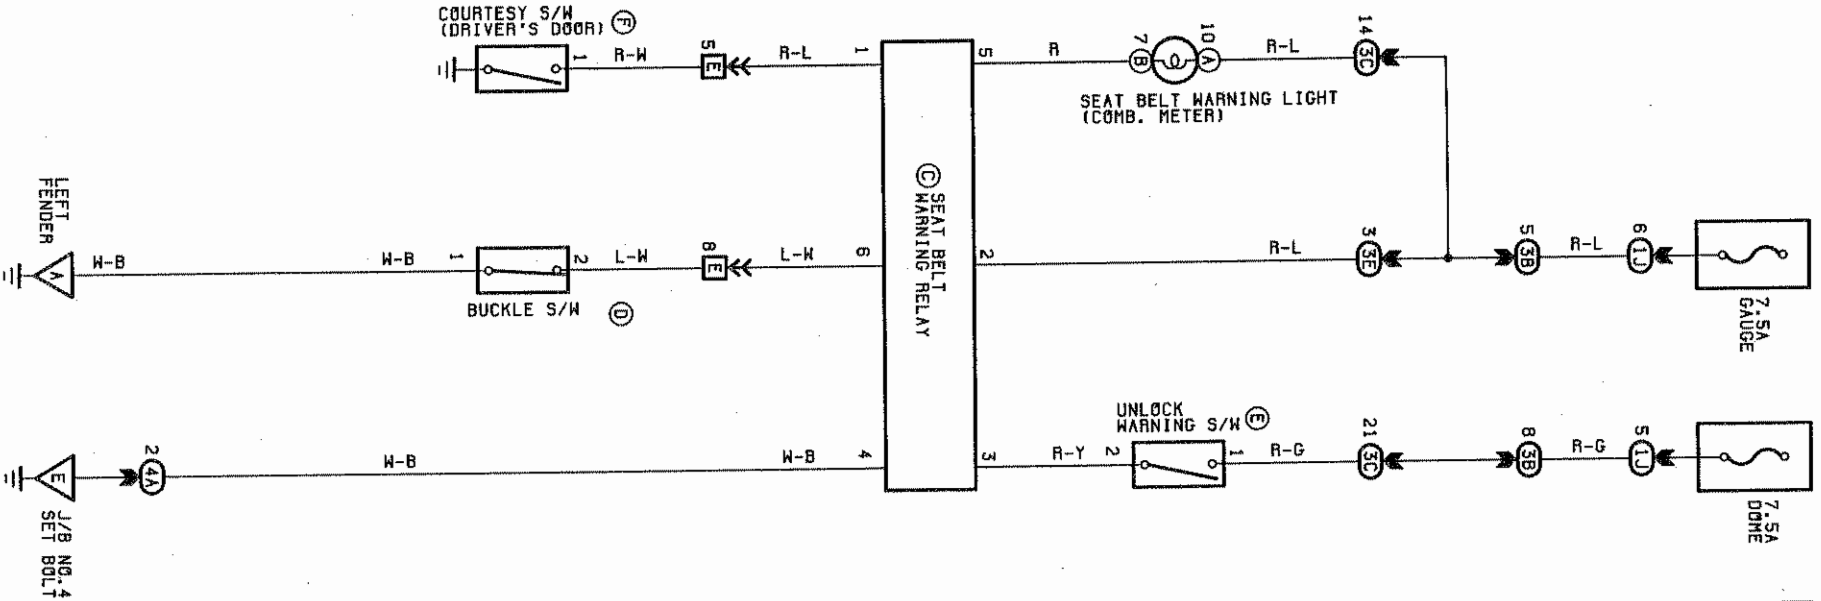 COURTESY S/W
(DRIVER'S DOOR) F
1 R-W 5 E R-L 1
5 R 7 B 10 A R-L 14 3C
SEAT BELT WARNING LIGHT
(COMB. METER)
LEFT
FENDER
A W-B W-B 1 2 L-W 8 E L-W 6
BUCKLE S/W D
C SEAT BELT
WARNING RELAY
2 R-L 3 3E 5 3B R-L 6 1J
7.5A
GAUGE
UNLOCK
WARNING S/W E
E 2 4A W-B W-B 4
3 R-Y 2 1 R-G 21 3C 8 3B R-G 5 1J
J/B NO.4
SET BOLT
7.5A
DOME